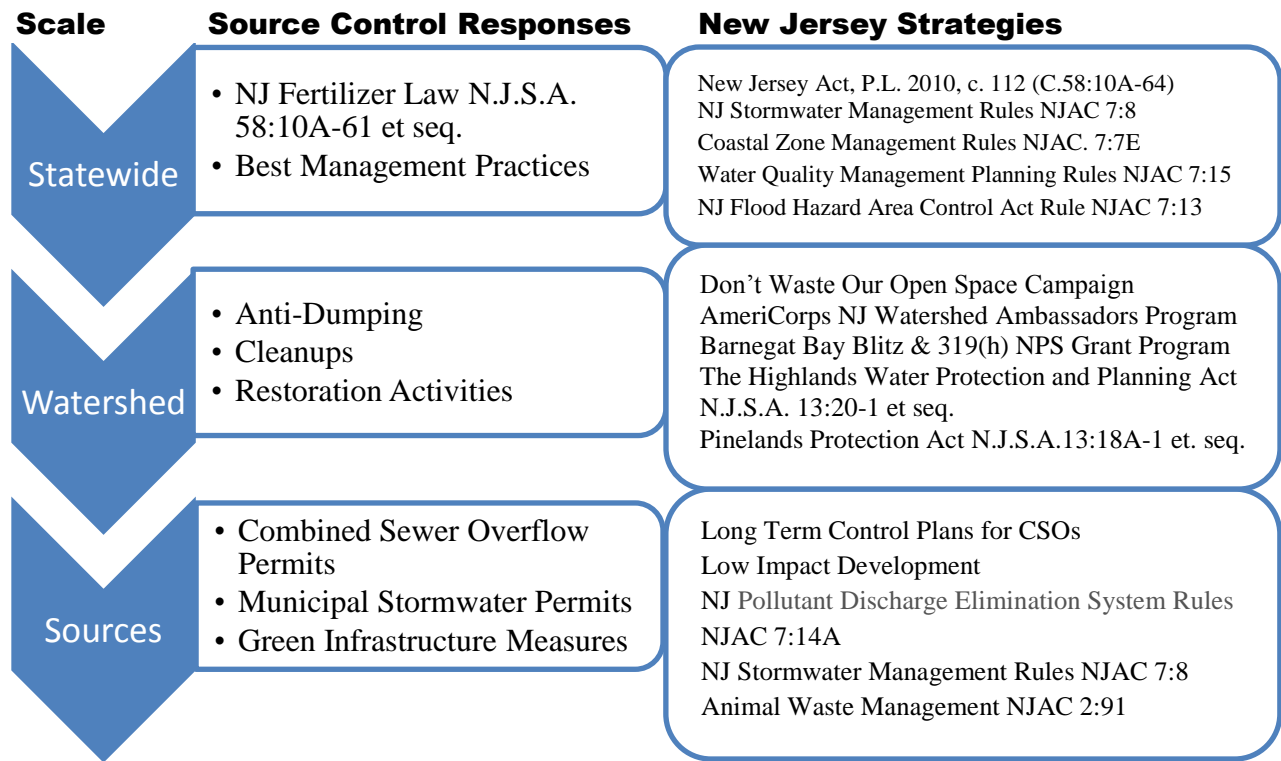 Scale Source Control Responses New Jersey Strategies
Statewide
• NJ Fertilizer Law N.J.S.A.
58:10A-61 et seq.
• Best Management Practices
New Jersey Act, P.L. 2010, c. 112 (C.58:10A-64)
NJ Stormwater Management Rules NJAC 7:8
Coastal Zone Management Rules NJAC. 7:7E
Water Quality Management Planning Rules NJAC 7:15
NJ Flood Hazard Area Control Act Rule NJAC 7:13
Watershed
• Anti-Dumping
• Cleanups
• Restoration Activities
Don’t Waste Our Open Space Campaign
AmeriCorps NJ Watershed Ambassadors Program
Barnegat Bay Blitz & 319(h) NPS Grant Program
The Highlands Water Protection and Planning Act
N.J.S.A. 13:20-1 et seq.
Pinelands Protection Act N.J.S.A.13:18A-1 et. seq.
Sources
• Combined Sewer Overflow
Permits
• Municipal Stormwater Permits
• Green Infrastructure Measures
Long Term Control Plans for CSOs
Low Impact Development
NJ Pollutant Discharge Elimination System Rules
NJAC 7:14A
NJ Stormwater Management Rules NJAC 7:8
Animal Waste Management NJAC 2:91